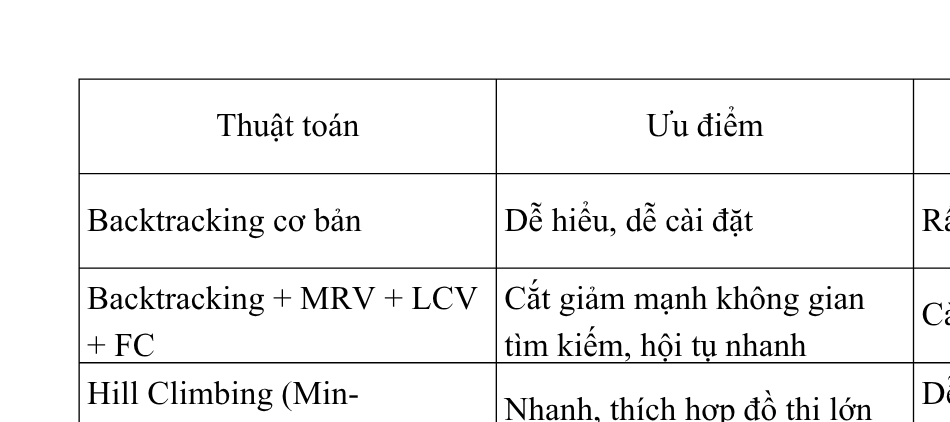 Thuật toán
Ưu điểm
Backtracking cơ bản
Dễ hiểu, dễ cài đặt
Backtracking + MRV + LCV
+ FC
Cắt giảm mạnh không gian
tìm kiếm, hội tụ nhanh
Hill Climbing (Min-
Nhanh, thích hợp đồ thị lớn